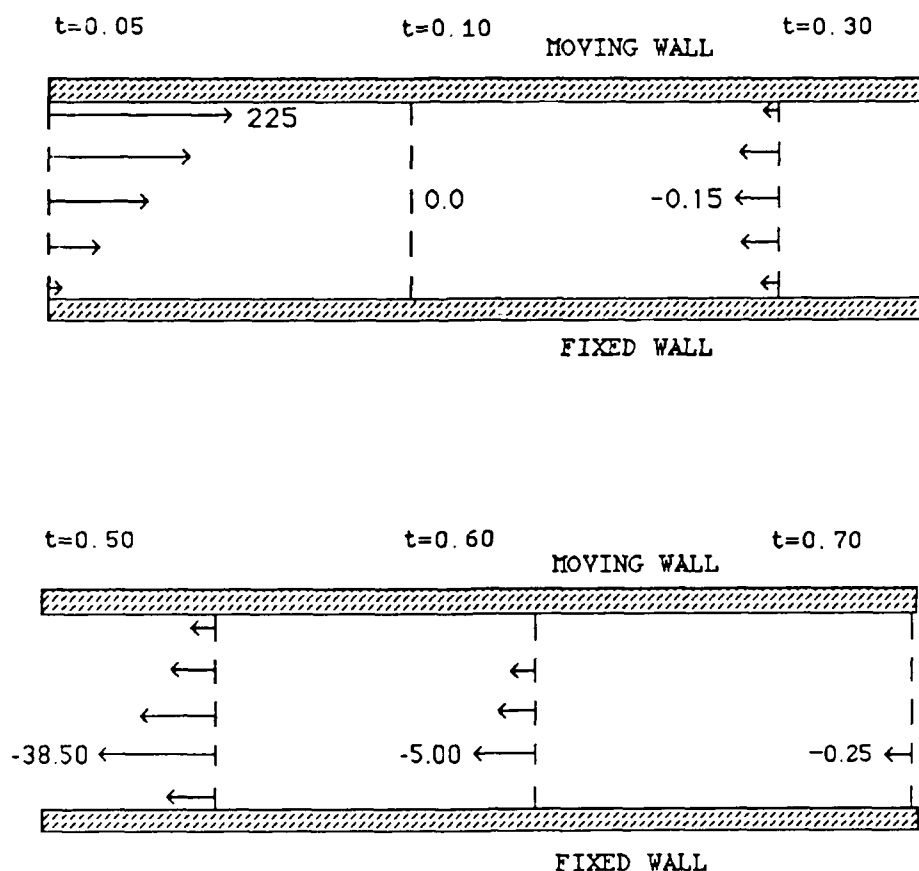 t=0.05 t=0.10 t=0.30
MOVING WALL
225
0.0 -0.15
FIXED WALL
t=0.50 t=0.60 t=0.70
MOVING WALL
-38.50 -5.00 -0.25
FIXED WALL